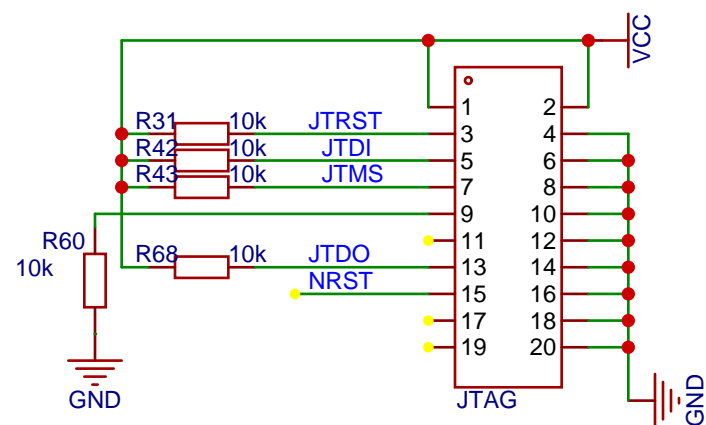 VCC
1 2
R31 10k JTRST 3 4
R42 10k JTDI 5 6
R43 10k JTMS 7 8
9 10
R60 11 12
10k R68 10k JTDO 13 14
NRST 15 16
17 18
19 20
GND JTAG GND